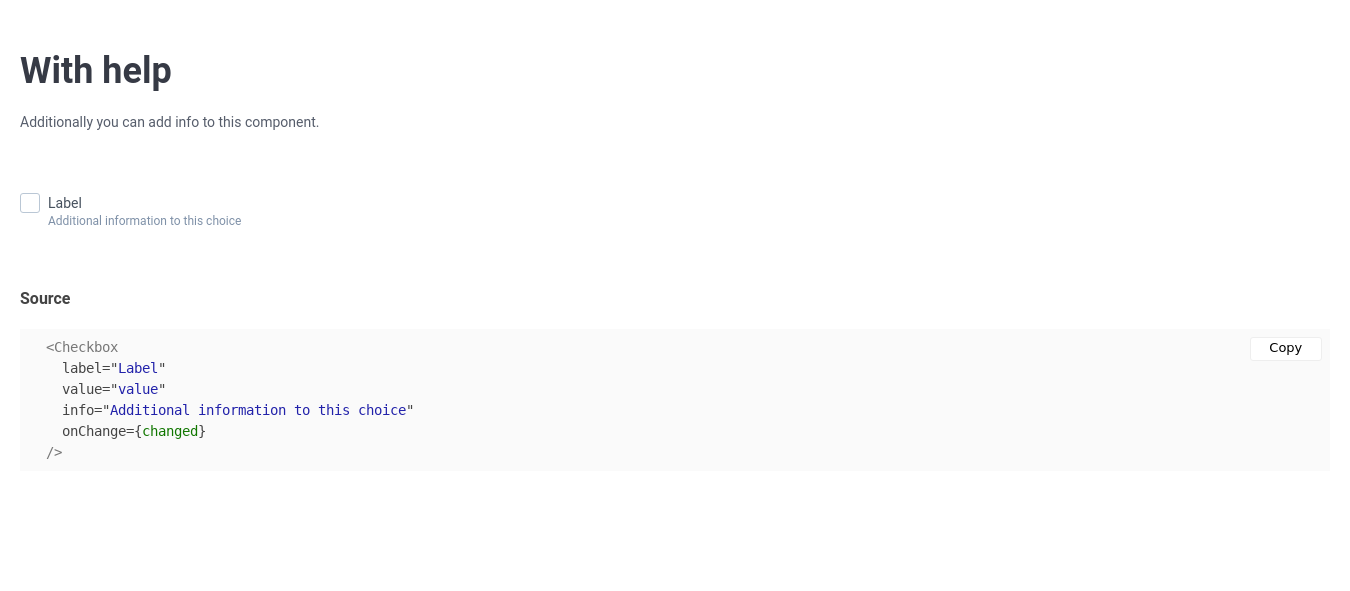 With help
Additionally you can add info to this component.
Label
Additional information to this choice
Source
<Checkbox
Copy
label="Label"
value="value"
info="Additional information to this choice"
onChange={changed}
/>